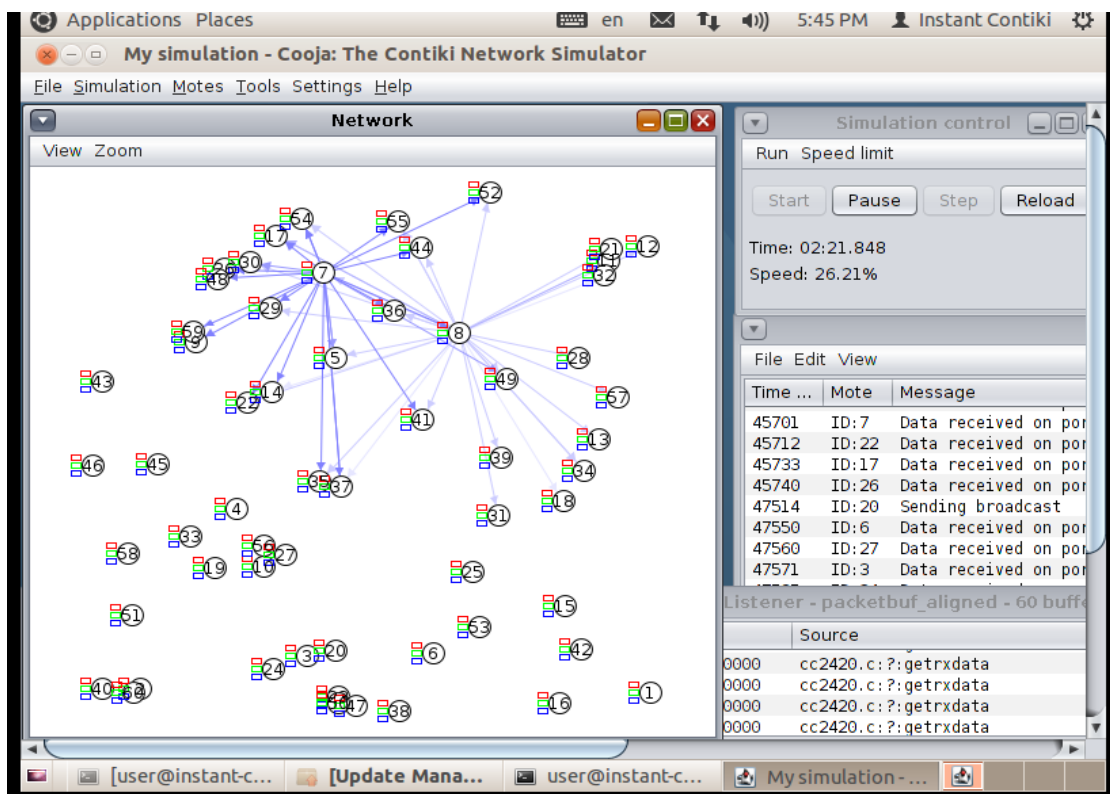 Applications Places en 5:45 PM Instant Contiki
My simulation - Cooja: The Contiki Network Simulator
File Simulation Motes Tools Settings Help
Network
View Zoom
52
54
55
17
44
21
12
30
11
48
7
32
29
36
59
8
9
5
28
43
49
14
22
57
41
13
46
45
39
34
35
37
4
18
31
33
58
56
27
19
10
25
51
15
53
20
3
6
42
24
40
1
47
38
16
Simulation control
Run Speed limit
Start Pause Step Reload
Time: 02:21.848
Speed: 26.21%
File Edit View
Time ... Mote Message
45701 ID:7 Data received on por
45712 ID:22 Data received on por
45733 ID:17 Data received on por
45740 ID:26 Data received on por
47514 ID:20 Sending broadcast
47550 ID:6 Data received on por
47560 ID:27 Data received on por
47571 ID:3 Data received on por
Listener - packetbuf_aligned - 60 buffe
Source
0000 cc2420.c:?:getrxdata
0000 cc2420.c:?:getrxdata
0000 cc2420.c:?:getrxdata
0000 cc2420.c:?:getrxdata
[user@instant-c... [Update Mana... user@instant-c... My simulation - ...